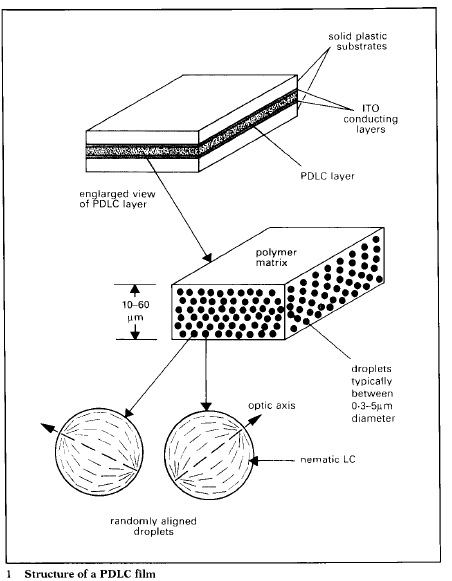 solid plastic
substrates
ITO
conducting
layers
PDLC layer
englarged view
of PDLC layer
polymer
matrix
10–60
μm
droplets
typically
between
0·3–5μm
diameter
optic axis
nematic LC
randomly aligned
droplets
1 Structure of a PDLC film